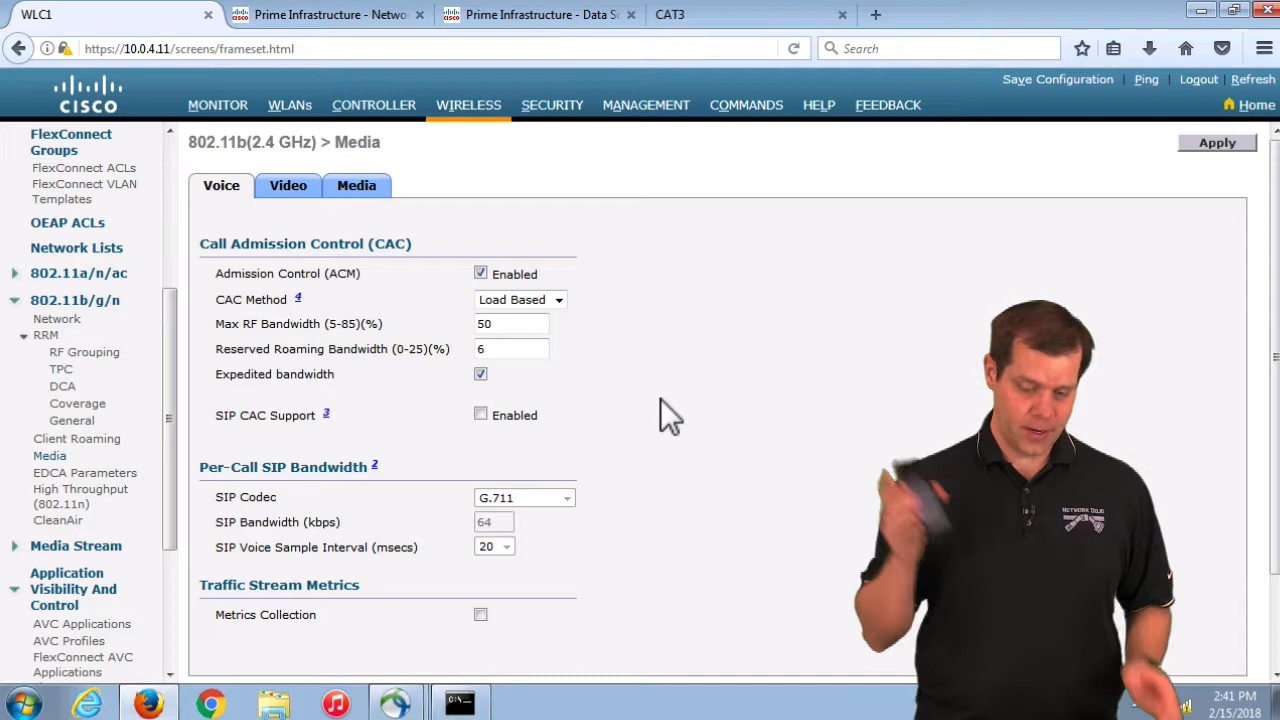 WLC1
Prime Infrastructure - Netwo
Prime Infrastructure - Data So
CAT3
https://10.0.4.11/screens/frameset.html
Search
Save Configuration
Ping
Logout
Refresh
CISCO
MONITOR
WLANs
CONTROLLER
WIRELESS
SECURITY
MANAGEMENT
COMMANDS
HELP
FEEDBACK
Home
FlexConnect
Groups
FlexConnect ACLs
FlexConnect VLAN
Templates
OEAP ACLs
Network Lists
802.11a/n/ac
802.11b/g/n
Network
RRM
RF Grouping
TPC
DCA
Coverage
General
Client Roaming
Media
EDCA Parameters
High Throughput
(802.11n)
CleanAir
Media Stream
Application
Visibility And
Control
AVC Applications
AVC Profiles
FlexConnect AVC
Applications
802.11b(2.4 GHz) > Media
Apply
Voice
Video
Media
Call Admission Control (CAC)
Admission Control (ACM) Enabled
CAC Method 4 Load Based
Max RF Bandwidth (5-85)(%) 50
Reserved Roaming Bandwidth (0-25)(%) 6
Expedited bandwidth
SIP CAC Support 3 Enabled
Per-Call SIP Bandwidth 2
SIP Codec G.711
SIP Bandwidth (kbps) 64
SIP Voice Sample Interval (msecs) 20
Traffic Stream Metrics
Metrics Collection
NETWORK DOJO
2:41 PM
2/15/2018